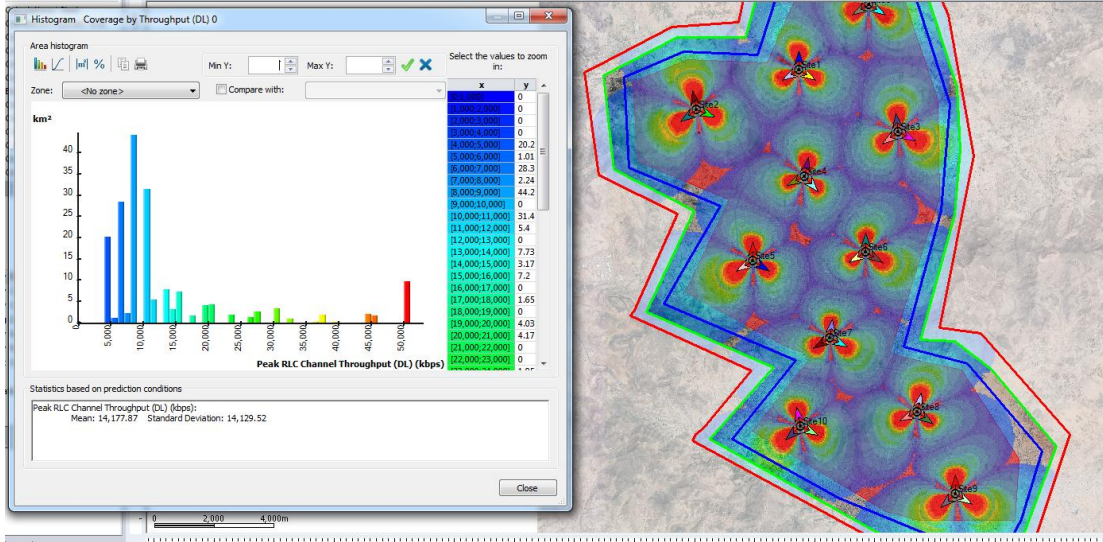 Histogram Coverage by Throughput (DL) 0
Area histogram
Min Y:
Max Y:
Select the values to zoom in:
Zone:
<No zone>
Compare with:
x y
0
[1,000;2,000] 0
[2,000;3,000] 0
[3,000;4,000] 0
[4,000;5,000] 20.2
[5,000;6,000] 1.01
[6,000;7,000] 28.3
[7,000;8,000] 2.24
[8,000;9,000] 44.2
[9,000;10,000] 0
[10,000;11,000] 31.4
[11,000;12,000] 5.4
[12,000;13,000] 0
[13,000;14,000] 7.73
[14,000;15,000] 3.17
[15,000;16,000] 7.2
[16,000;17,000] 0
[17,000;18,000] 1.65
[18,000;19,000] 0
[19,000;20,000] 4.03
[20,000;21,000] 4.17
[21,000;22,000] 0
[22,000;23,000] 0
km²
40
35
30
25
20
15
10
5
0
0
5,000
10,000
15,000
20,000
25,000
30,000
35,000
40,000
45,000
50,000
Peak RLC Channel Throughput (DL) (kbps)
Statistics based on prediction conditions
Peak RLC Channel Throughput (DL) (kbps):
Mean: 14,177.87 Standard Deviation: 14,129.52
Close
0 2,000 4,000m
Site1
Site2
Site3
Site4
Site5
Site6
Site7
Site8
Site10
Site9